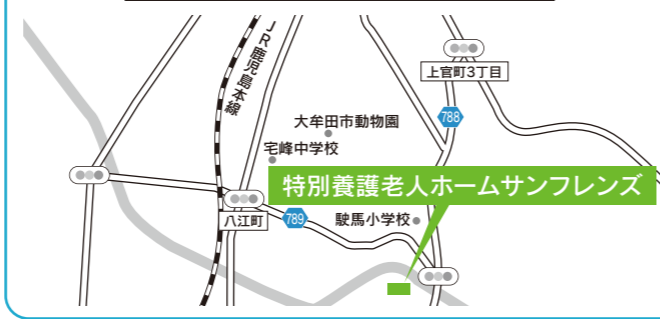 JR鹿児島本線
上官町3丁目
788
大牟田市動物園
宅峰中学校
特別養護老人ホームサンフレンズ
八江町
789
駛馬小学校